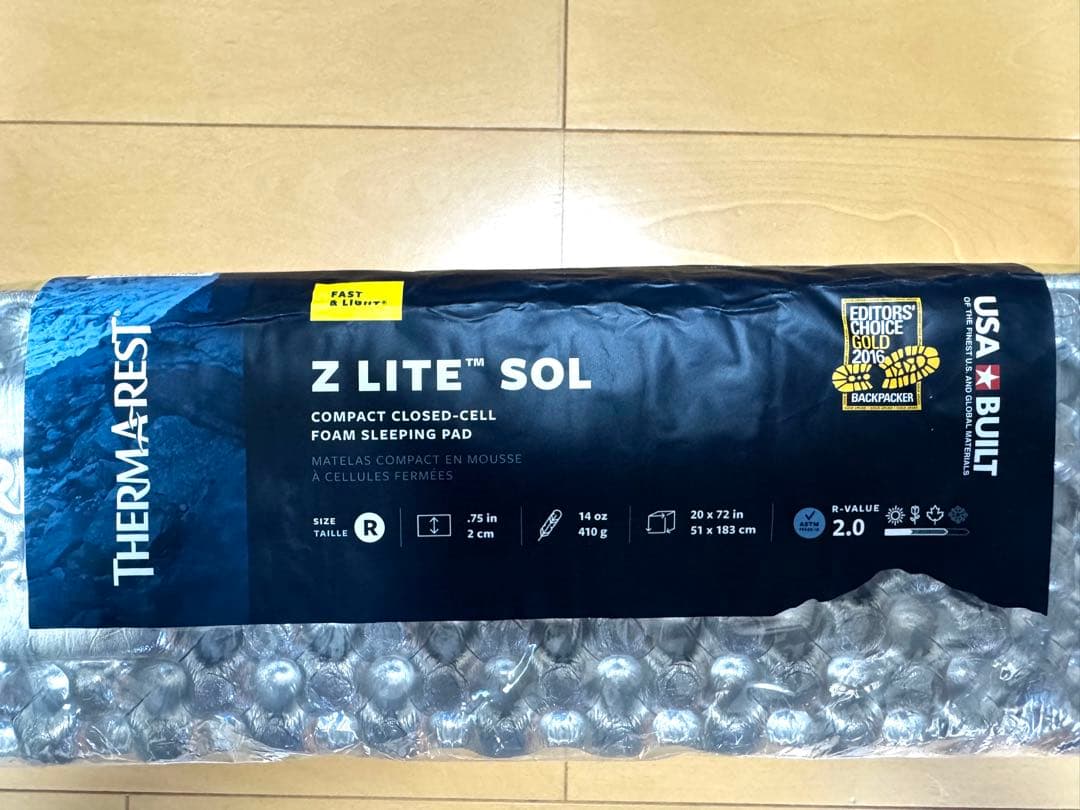 THERMAREST®
FAST
& LIGHT®
Z LITE™ SOL
COMPACT CLOSED-CELL
FOAM SLEEPING PAD
MATELAS COMPACT EN MOUSSE
À CELLULES FERMÉES
SIZE
TAILLE
R
.75 in
2 cm
14 oz
410 g
20 x 72 in
51 x 183 cm
ASTM
R-VALUE
2.0
EDITORS'
CHOICE
GOLD
2016
BACKPACKER
USA BUILT
OF THE FINEST U.S. AND GLOBAL MATERIALS